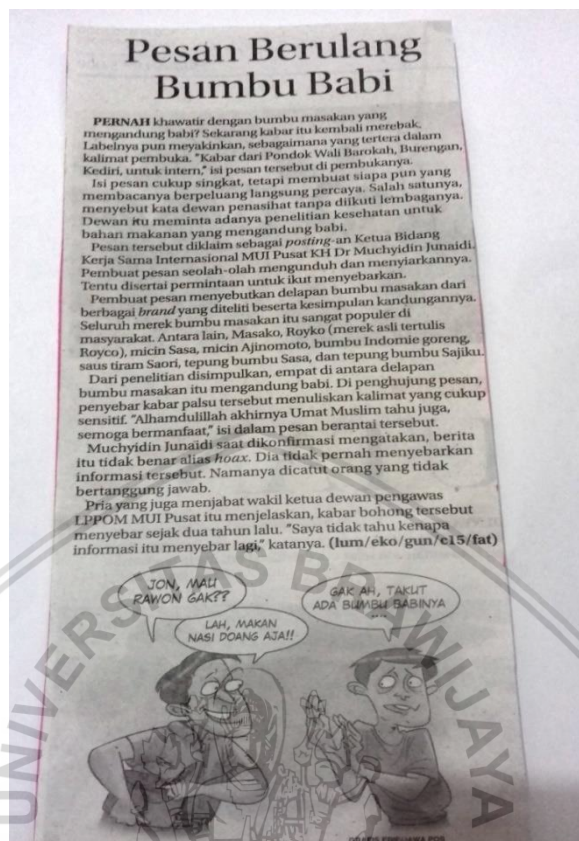 Pesan Berulang
Bumbu Babi
PERNAH khawatir dengan bumbu masakan yang
mengandung babi? Sekarang kabar itu kembali merebak.
Labelnya pun meyakinkan, sebagaimana yang tertera dalam
kalimat pembuka. "Kabar dari Pondok Wali Barokah, Burengan,
Kediri, untuk intern," isi pesan tersebut di pembukanya.
Isi pesan cukup singkat, tetapi membuat siapa pun yang
membacanya berpeluang langsung percaya. Salah satunya,
menyebut kata dewan penasihat tanpa diikuti lembaganya.
Dewan itu meminta adanya penelitian kesehatan untuk
bahan makanan yang mengandung babi.
Pesan tersebut diklaim sebagai posting-an Ketua Bidang
Kerja Sama Internasional MUI Pusat KH Dr Muchyidin Junaidi.
Pembuat pesan seolah-olah mengunduh dan menyiarkannya.
Tentu disertai permintaan untuk ikut menyebarkan.
Pembuat pesan menyebutkan delapan bumbu masakan dari
berbagai brand yang diteliti beserta kesimpulan kandungannya.
Seluruh merek bumbu masakan itu sangat populer di
masyarakat. Antara lain, Masako, Royko (merek asli tertulis
Royco), micin Sasa, micin Ajinomoto, bumbu Indomie goreng,
saus tiram Saori, tepung bumbu Sasa, dan tepung bumbu Sajiku.
Dari penelitian disimpulkan, empat di antara delapan
bumbu masakan itu mengandung babi. Di penghujung pesan,
penyebar kabar palsu tersebut menuliskan kalimat yang cukup
sensitif. "Alhamdulillah akhirnya Umat Muslim tahu juga,
semoga bermanfaat," isi dalam pesan berantai tersebut.
Muchyidin Junaidi saat dikonfirmasi mengatakan, berita
itu tidak benar alias hoax. Dia tidak pernah menyebarkan
informasi tersebut. Namanya dicatut orang yang tidak
bertanggung jawab.
Pria yang juga menjabat wakil ketua dewan pengawas
LPPOM MUI Pusat itu menjelaskan, kabar bohong tersebut
menyebar sejak dua tahun lalu. "Saya tidak tahu kenapa
informasi itu menyebar lagi," katanya. (lum/eko/gun/c15/fat)
JON, MAU
RAWON GAK??
GAK AH, TAKUT
ADA BUMBU BABINYA
....
LAH, MAKAN
NASI DOANG AJA!!
UNIVERSITAS BRAWIJAYA